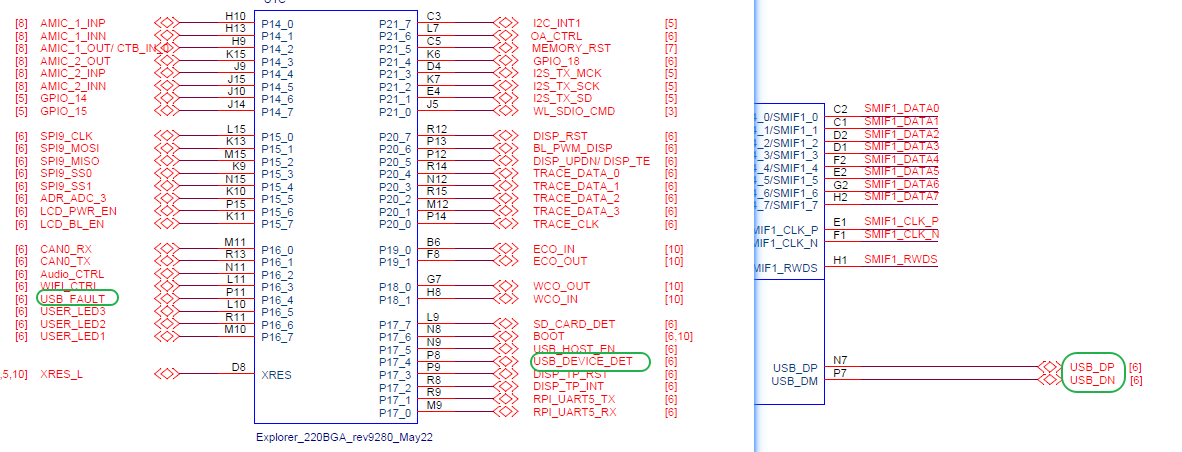 [8] AMIC_1_INP H10 P14_0 P21_7 C3 I2C_INT1 [5]
[8] AMIC_1_INN H13 P14_1 P21_6 L7 OA_CTRL [6]
[8] AMIC_1_OUT/ CTB_IN_0 H9 P14_2 P21_5 C5 MEMORY_RST [7]
[8] AMIC_2_OUT K15 P14_3 P21_4 K6 GPIO_18 [6]
[8] AMIC_2_INP J9 P14_4 P21_3 D4 I2S_TX_MCK [5]
[8] AMIC_2_INN J15 P14_5 P21_2 K7 I2S_TX_SCK [5]
[5] GPIO_14 J10 P14_6 P21_1 E4 I2S_TX_SD [5]
[5] GPIO_15 J14 P14_7 P21_0 J5 WL_SDIO_CMD [3]
[6] SPI9_CLK L15 P15_0 P20_7 R12 DISP_RST [6]
[6] SPI9_MOSI K13 P15_1 P20_6 P13 BL_PWM_DISP [6]
[6] SPI9_MISO M15 P15_2 P20_5 P12 DISP_UPDN/ DISP_TE [6]
[6] SPI9_SS0 K9 P15_3 P20_4 R14 TRACE_DATA_0 [6]
[6] SPI9_SS1 N15 P15_4 P20_3 N12 TRACE_DATA_1 [6]
[6] ADR_ADC_3 K10 P15_5 P20_2 R15 TRACE_DATA_2 [6]
[6] LCD_PWR_EN P15 P15_6 P20_1 M12 TRACE_DATA_3 [6]
[6] LCD_BL_EN K11 P15_7 P20_0 P14 TRACE_CLK [6]
[6] CAN0_RX M11 P16_0 P19_0 B6 ECO_IN [10]
[6] CAN0_TX R13 P16_1 P19_1 F8 ECO_OUT [10]
[6] Audio_CTRL N11 P16_2
[6] WIFI_CTRL L11 P16_3 P18_0 G7 WCO_OUT [10]
[6] USB_FAULT P11 P16_4 P18_1 H8 WCO_IN [10]
[6] USER_LED3 L10 P16_5
[6] USER_LED2 R11 P16_6 P17_7 L9 SD_CARD_DET [6]
[6] USER_LED1 M10 P16_7 P17_6 N8 BOOT [6,10]
P17_5 N9 USB_HOST_EN [6]
P17_4 P8 USB_DEVICE_DET [6]
,5,10] XRES_L D8 XRES P17_3 P9 DISP_TP_RST [6]
P17_2 R8 DISP_TP_INT [6]
P17_1 R9 RPI_UART5_TX [6]
P17_0 M9 RPI_UART5_RX [6]
Explorer_220BGA_rev9280_May22
4_0/SMIF1_0 C2 SMIF1_DATA0
4_1/SMIF1_1 C1 SMIF1_DATA1
4_2/SMIF1_2 D2 SMIF1_DATA2
4_3/SMIF1_3 D1 SMIF1_DATA3
4_4/SMIF1_4 F2 SMIF1_DATA4
4_5/SMIF1_5 E2 SMIF1_DATA5
4_6/SMIF1_6 G2 SMIF1_DATA6
4_7/SMIF1_7 H2 SMIF1_DATA7
MIF1_CLK_P E1 SMIF1_CLK_P
MIF1_CLK_N F1 SMIF1_CLK_N
MIF1_RWDS H1 SMIF1_RWDS
USB_DP N7 USB_DP [6]
USB_DM P7 USB_DN [6]